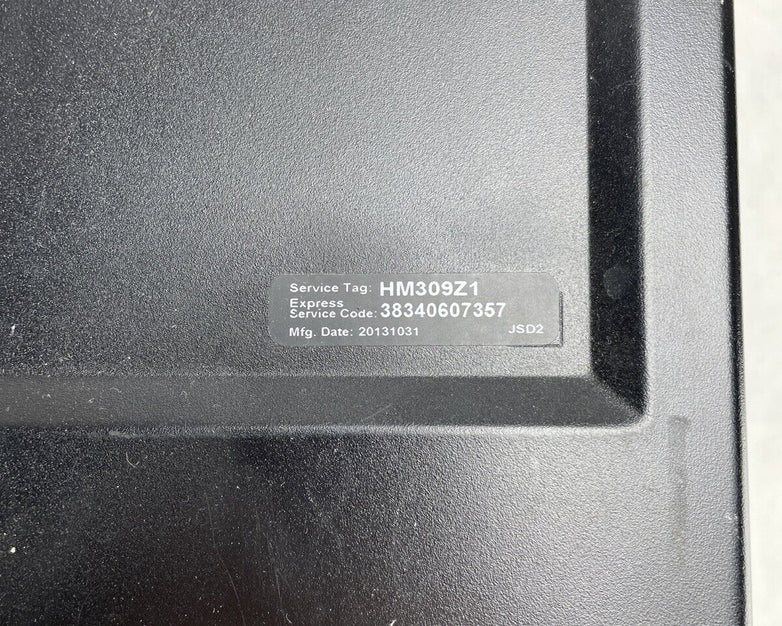 Service Tag: HM309Z1
Express
Service Code: 38340607357
Mfg. Date: 20131031 JSD2